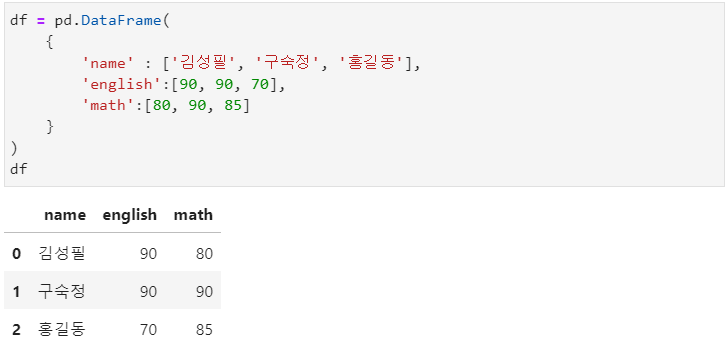 df = pd.DataFrame(
    {
        'name' : ['김성필', '구숙정', '홍길동'],
        'english':[90, 90, 70],
        'math':[80, 90, 85]
    }
)
df
name english math
0 김성필 90 80
1 구숙정 90 90
2 홍길동 70 85